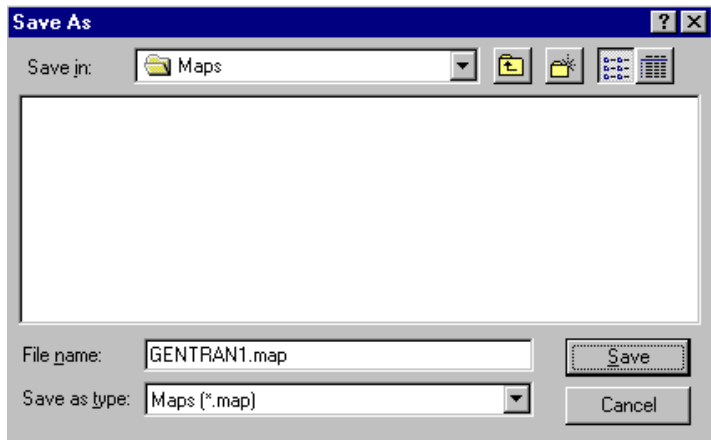 Save As
Save in: Maps
File name: GENTRAN1.map
Save
Save as type: Maps (*.map)
Cancel